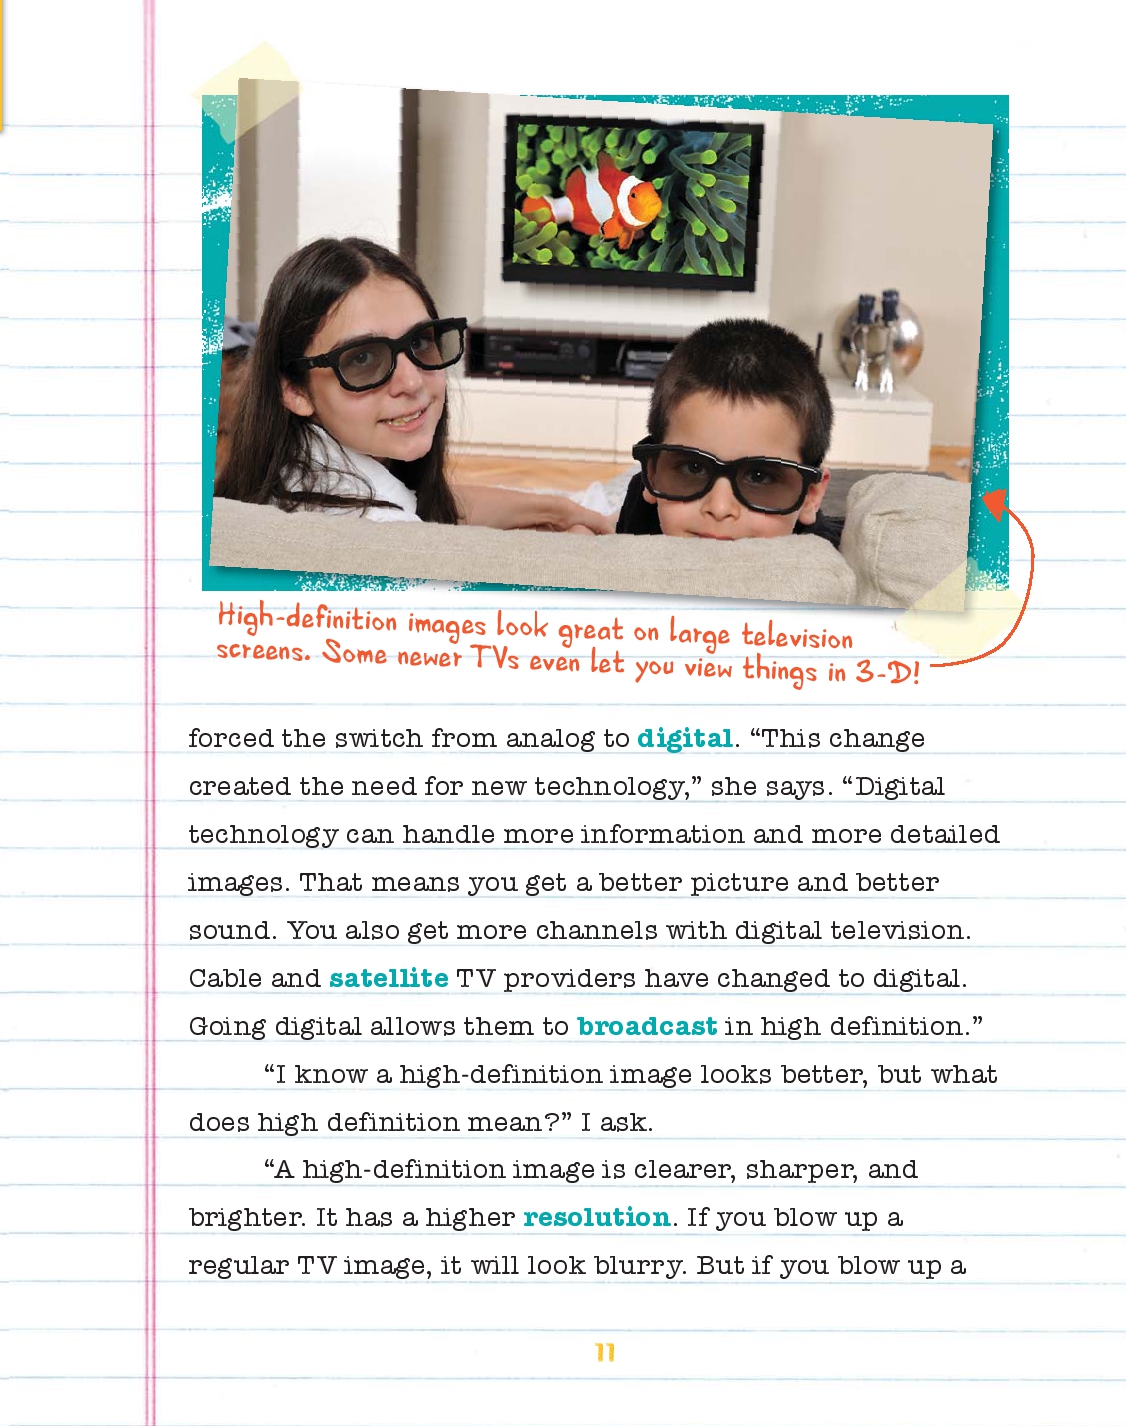 High-definition images look great on large television
screens. Some newer TVs even let you view things in 3-D!
forced the switch from analog to digital. “This change
created the need for new technology,” she says. “Digital
technology can handle more information and more detailed
images. That means you get a better picture and better
sound. You also get more channels with digital television.
Cable and satellite TV providers have changed to digital.
Going digital allows them to broadcast in high definition.”
“I know a high-definition image looks better, but what
does high definition mean?” I ask.
“A high-definition image is clearer, sharper, and
brighter. It has a higher resolution. If you blow up a
regular TV image, it will look blurry. But if you blow up a
11